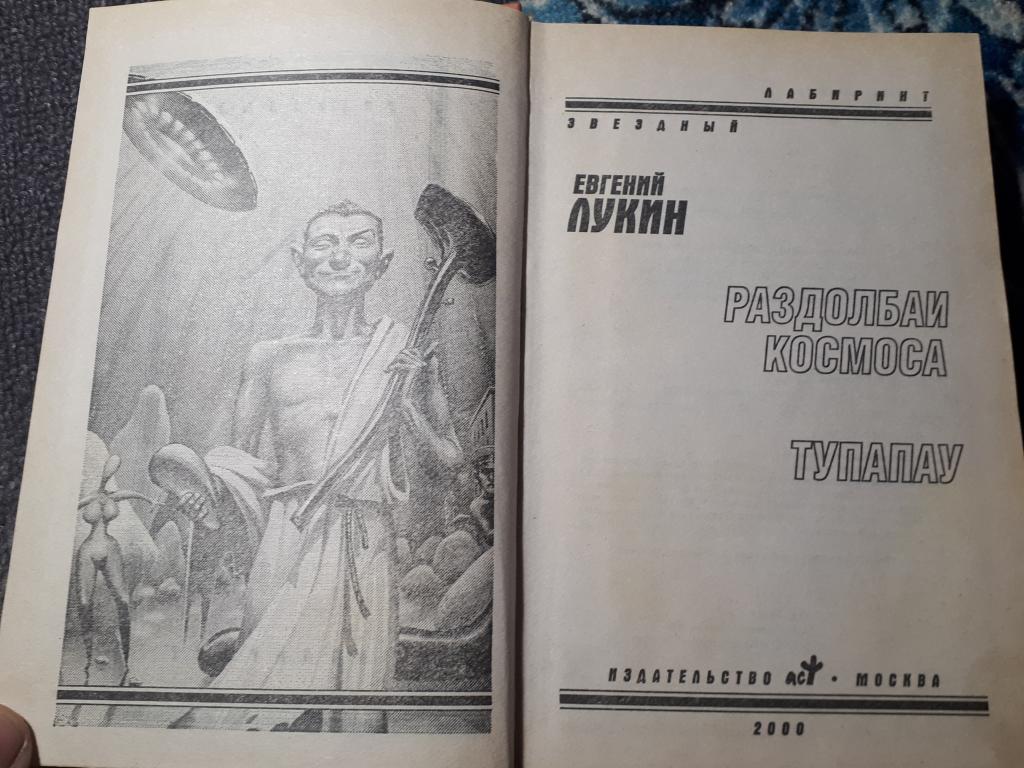 ЛАБИРИНТ
ЗВЕЗДНЫЙ
ЕВГЕНИЙ
ЛУКИН
РАЗДОЛБАИ
КОСМОСА
ТУПАПАУ
ИЗДАТЕЛЬСТВО АСТ • МОСКВА
2000